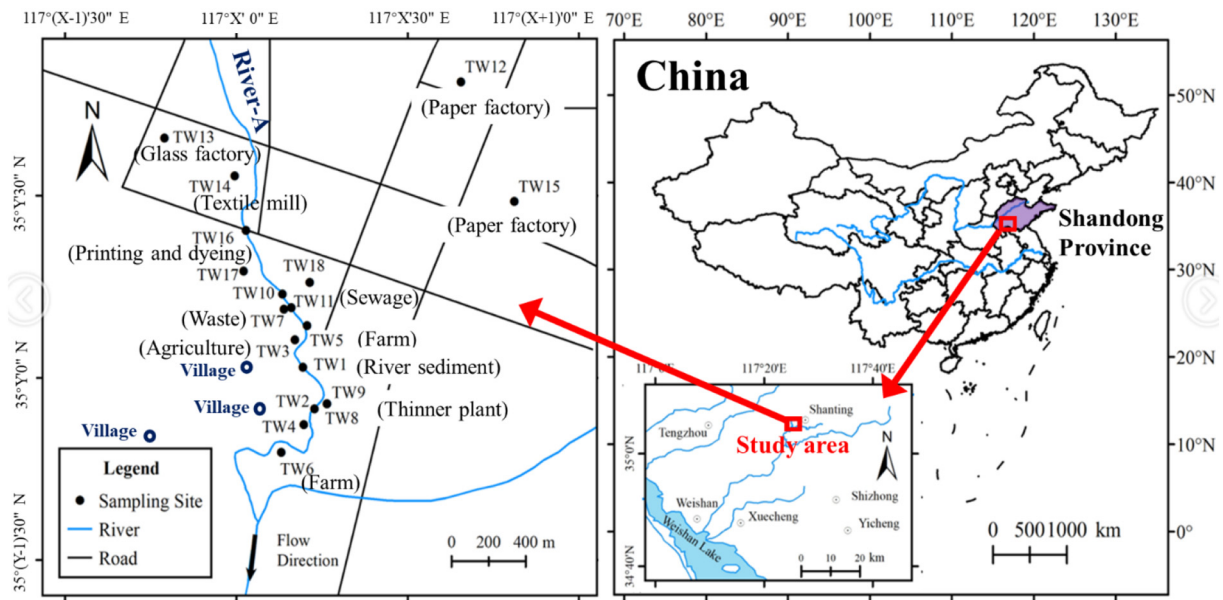 117°(X-1)'30" E
117°X' 0" E
117°X'30" E
117°(X+1)'0" E
70°E
80°E
90°E
100°E
110°E
120°E
130°E
35°Y'30" N
35°Y'0" N
35°(Y-1)'30" N
N
River-A
TW12
(Paper factory)
TW13
(Glass factory)
TW14
(Textile mill)
TW15
(Paper factory)
TW16
(Printing and dyeing)
TW17
TW18
TW10
TW11
(Sewage)
(Waste)
TW7
TW5
(Farm)
(Agriculture)
TW3
TW1
(River sediment)
Village
Village
Village
TW2
TW9
TW8
(Thinner plant)
TW4
TW6
(Farm)
Legend
Sampling Site
River
Road
Flow
Direction
0 200 400 m
China
50°N
40°N
30°N
20°N
10°N
0°
Shandong
Province
0 500 1000 km
117°0'E
117°20'E
117°40'E
35°0'N
34°40'N
Shanting
Tengzhou
Study area
N
Weishan
Xuecheng
Shizhong
Yicheng
Weishan Lake
0 10 20 km